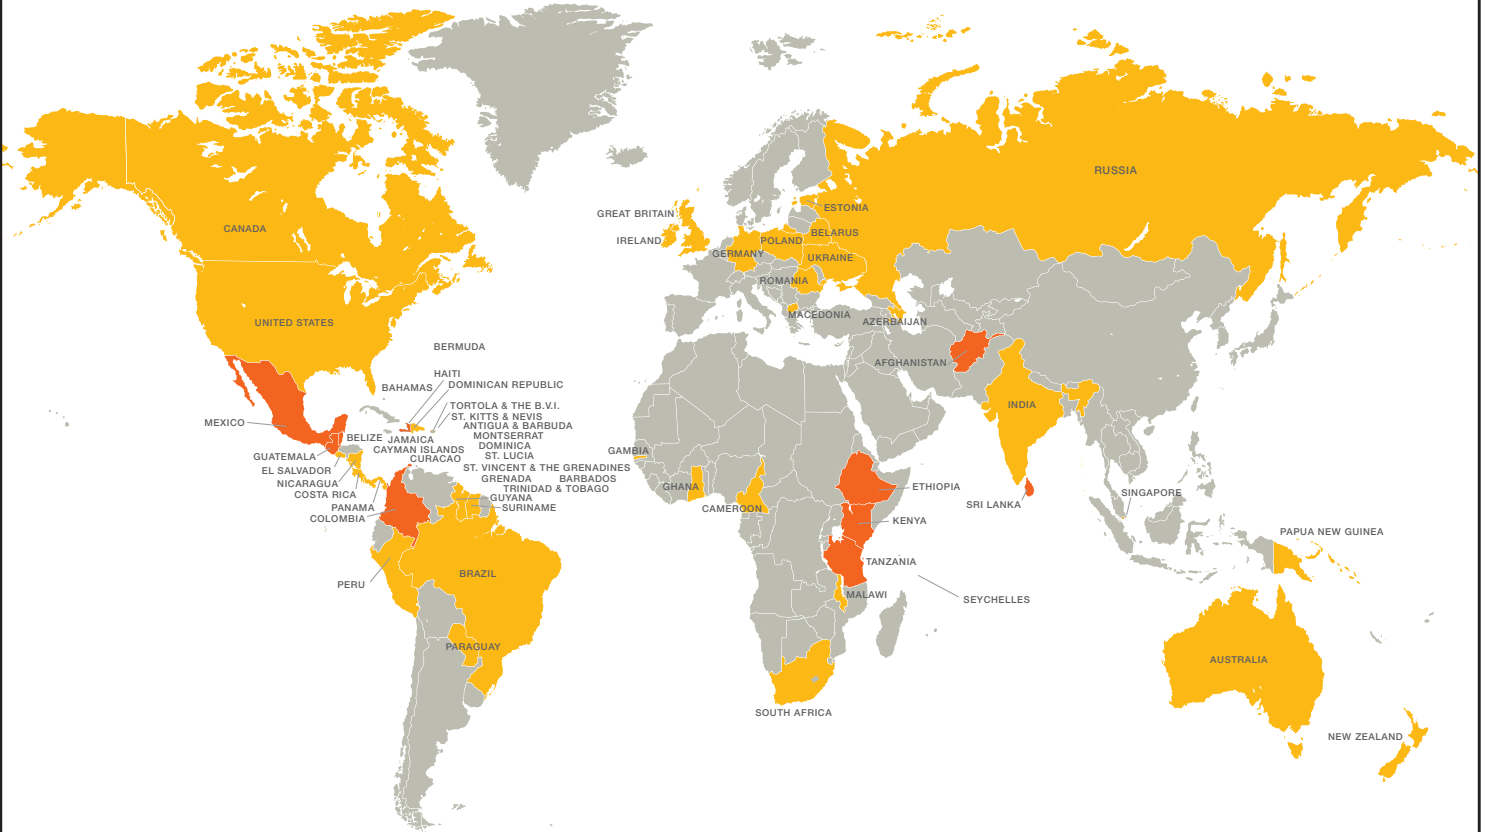 RUSSIA
ESTONIA
GREAT BRITAIN
CANADA
BELARUS
IRELAND
POLAND
GERMANY
UKRAINE
ROMANIA
MACEDONIA
UNITED STATES
AZERBAIJAN
BERMUDA
AFGHANISTAN
HAITI
DOMINICAN REPUBLIC
BAHAMAS
TORTOLA & THE B.V.I.
INDIA
ST. KITTS & NEVIS
MEXICO
ANTIGUA & BARBUDA
MONTSERRAT
BELIZE
JAMAICA
DOMINICA
CAYMAN ISLANDS
GAMBIA
ST. LUCIA
GUATEMALA
CURACAO
ST. VINCENT & THE GRENADINES
EL SALVADOR
GRENADA
BARBADOS
NICARAGUA
TRINIDAD & TOBAGO
GHANA
ETHIOPIA
COSTA RICA
GUYANA
SINGAPORE
PANAMA
SURINAME
CAMEROON
SRI LANKA
COLOMBIA
KENYA
PAPUA NEW GUINEA
TANZANIA
BRAZIL
PERU
MALAWI
SEYCHELLES
PARAGUAY
AUSTRALIA
SOUTH AFRICA
NEW ZEALAND